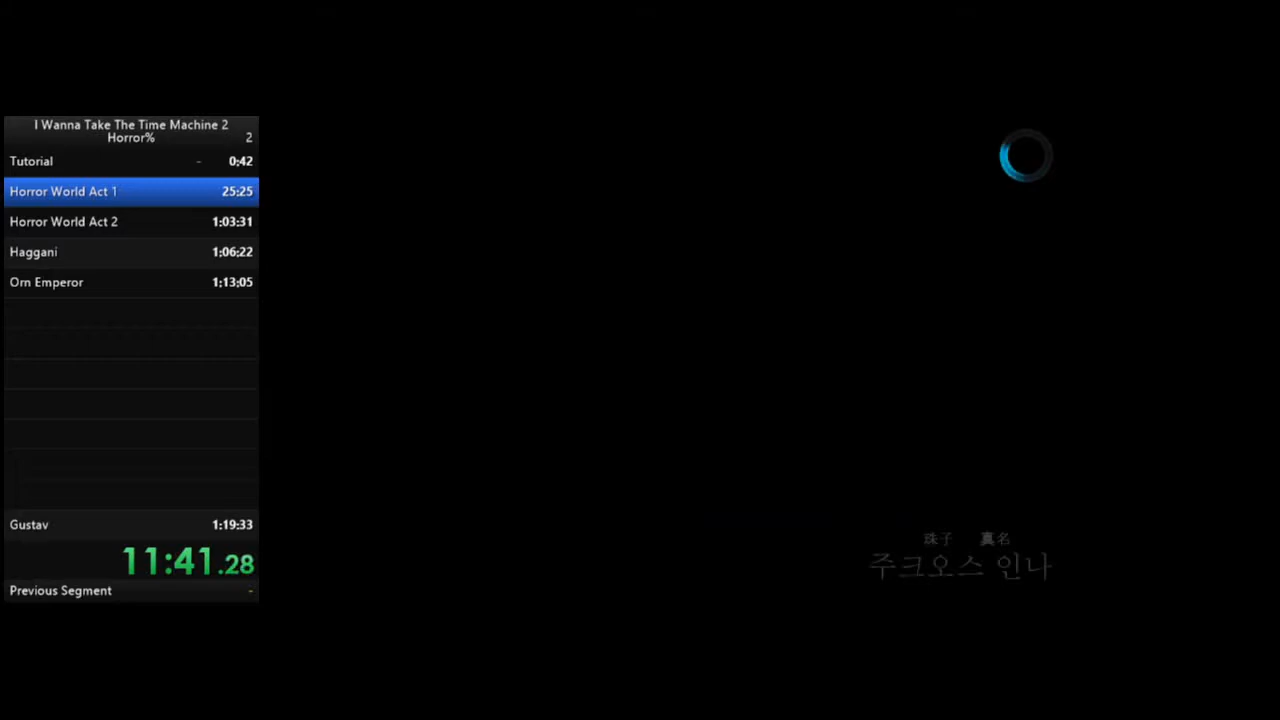 I Wanna Take The Time Machine 2
Horror%
2
Tutorial - 0:42
Horror World Act 1 25:25
Horror World Act 2 1:03:31
Haggani 1:06:22
Orn Emperor 1:13:05
Gustav 1:19:33
11:41.28
Previous Segment -
珠子 真名
주크오스 인나